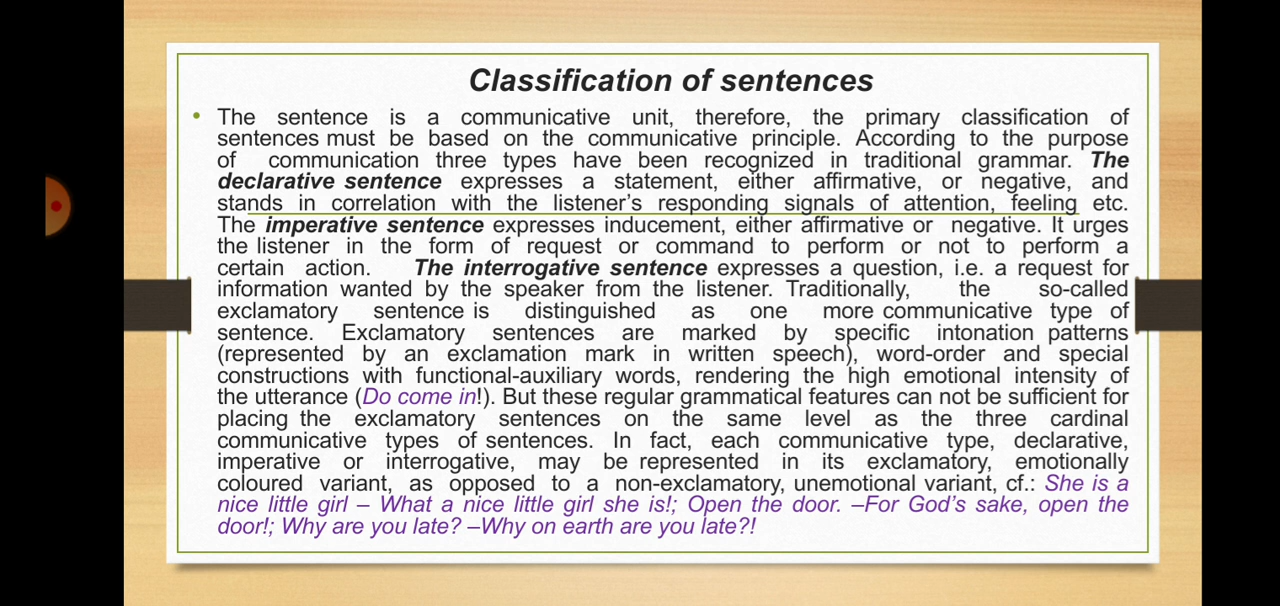 Classification of sentences
• The sentence is a communicative unit, therefore, the primary classification of
sentences must be based on the communicative principle. According to the purpose
of communication three types have been recognized in traditional grammar. The
declarative sentence expresses a statement, either affirmative, or negative, and
stands in correlation with the listener's responding signals of attention, feeling etc.
The imperative sentence expresses inducement, either affirmative or negative. It urges
the listener in the form of request or command to perform or not to perform a
certain action. The interrogative sentence expresses a question, i.e. a request for
information wanted by the speaker from the listener. Traditionally, the so-called
exclamatory sentence is distinguished as one more communicative type of
sentence. Exclamatory sentences are marked by specific intonation patterns
(represented by an exclamation mark in written speech), word-order and special
constructions with functional-auxiliary words, rendering the high emotional intensity of
the utterance (Do come in!). But these regular grammatical features can not be sufficient for
placing the exclamatory sentences on the same level as the three cardinal
communicative types of sentences. In fact, each communicative type, declarative,
imperative or interrogative, may be represented in its exclamatory, emotionally
coloured variant, as opposed to a non-exclamatory, unemotional variant, cf.: She is a
nice little girl – What a nice little girl she is!; Open the door. –For God's sake, open the
door!; Why are you late? –Why on earth are you late?!